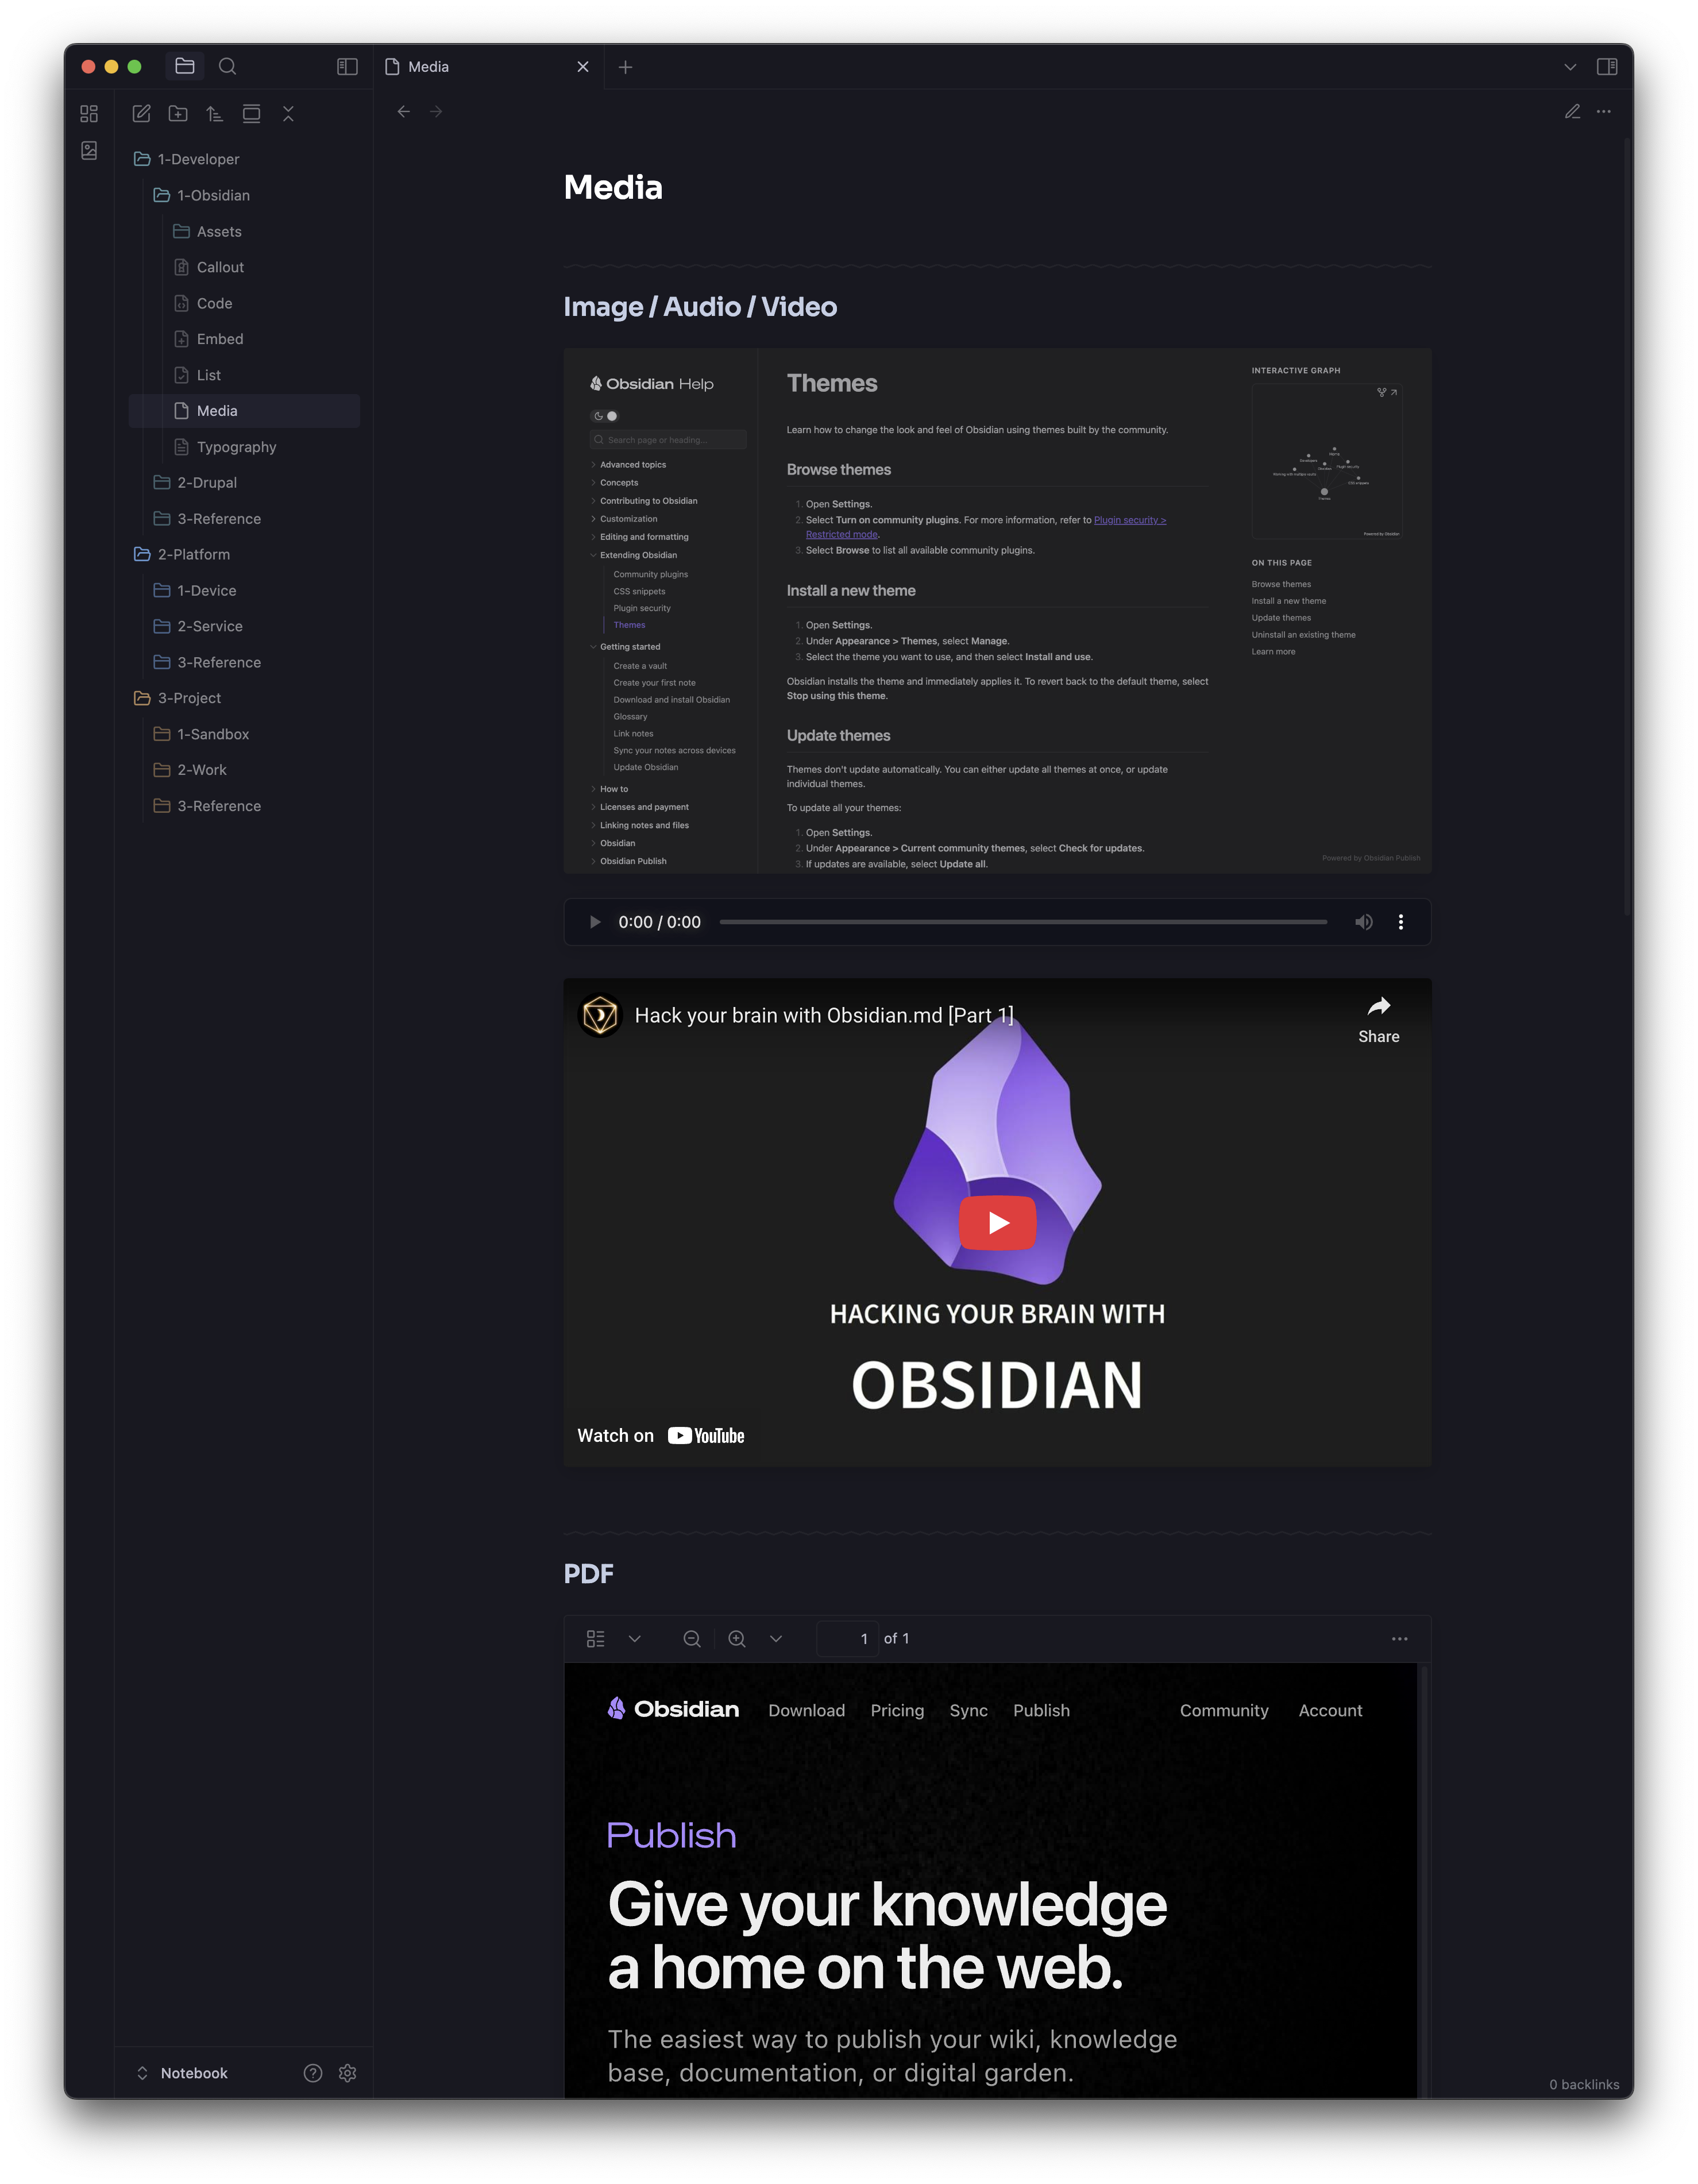 Media
1-Developer
1-Obsidian
Assets
Callout
Code
Embed
List
Media
Typography
2-Drupal
3-Reference
2-Platform
1-Device
2-Service
3-Reference
3-Project
1-Sandbox
2-Work
3-Reference
Notebook
Media
Image / Audio / Video
Obsidian Help
Search page or heading...
Advanced topics
Concepts
Contributing to Obsidian
Customization
Editing and formatting
Extending Obsidian
Community plugins
CSS snippets
Plugin security
Themes
Getting started
Create a vault
Create your first note
Download and install Obsidian
Glossary
Link notes
Sync your notes across devices
Update Obsidian
How to
Licenses and payment
Linking notes and files
Obsidian
Obsidian Publish
Themes
Learn how to change the look and feel of Obsidian using themes built by the community.
Browse themes
1. Open Settings.
2. Select Turn on community plugins. For more information, refer to Plugin security >
Restricted mode.
3. Select Browse to list all available community plugins.
Install a new theme
1. Open Settings.
2. Under Appearance > Themes, select Manage.
3. Select the theme you want to use, and then select Install and use.
Obsidian installs the theme and immediately applies it. To revert back to the default theme, select
Stop using this theme.
Update themes
Themes don't update automatically. You can either update all themes at once, or update
individual themes.
To update all your themes:
1. Open Settings.
2. Under Appearance > Current community themes, select Check for updates.
3. If updates are available, select Update all.
INTERACTIVE GRAPH
Plugin security
CSS snippets
Themes
Powered by Obsidian
ON THIS PAGE
Browse themes
Install a new theme
Update themes
Uninstall an existing theme
Learn more
Powered by Obsidian Publish
0:00 / 0:00
Hack your brain with Obsidian.md [Part 1]
Share
HACKING YOUR BRAIN WITH
OBSIDIAN
Watch on YouTube
PDF
1 of 1
Obsidian Download Pricing Sync Publish Community Account
Publish
Give your knowledge
a home on the web.
The easiest way to publish your wiki, knowledge
base, documentation, or digital garden.
0 backlinks